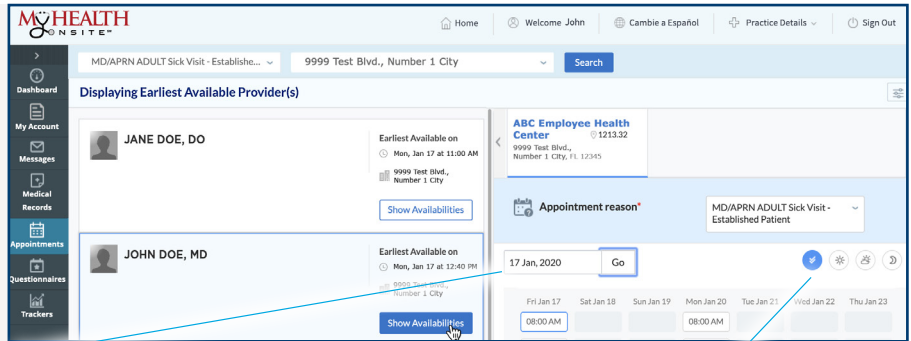 MYHEALTH
ONSITE℠
Home
Welcome John
Cambie a Español
Practice Details
Sign Out
MD/APRN ADULT Sick Visit - Establishe...
9999 Test Blvd., Number 1 City
Search
Dashboard
My Account
Messages
Medical
Records
Appointments
Questionnaires
Trackers
Displaying Earliest Available Provider(s)
JANE DOE, DO
Earliest Available on
Mon, Jan 17 at 11:00 AM
9999 Test Blvd.,
Number 1 City
Show Availabilities
JOHN DOE, MD
Earliest Available on
Mon, Jan 17 at 12:40 PM
9999 Test Blvd.,
Number 1 City
Show Availabilities
ABC Employee Health
Center
1213.32
9999 Test Blvd.,
Number 1 City, FL 12345
Appointment reason*
MD/APRN ADULT Sick Visit -
Established Patient
17 Jan, 2020
Go
Fri Jan 17 Sat Jan 18 Sun Jan 19 Mon Jan 20 Tue Jan 21 Wed Jan 22 Thu Jan 23
08:00 AM 08:00 AM